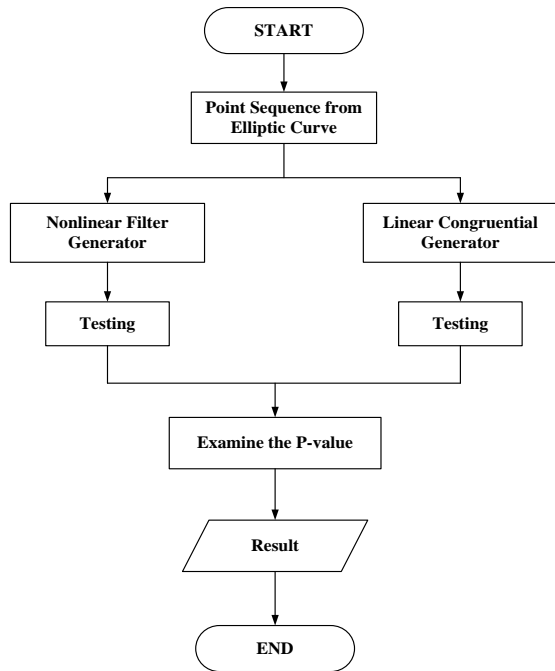 START
Point Sequence from
Elliptic Curve
Nonlinear Filter
Generator
Linear Congruential
Generator
Testing
Testing
Examine the P-value
Result
END